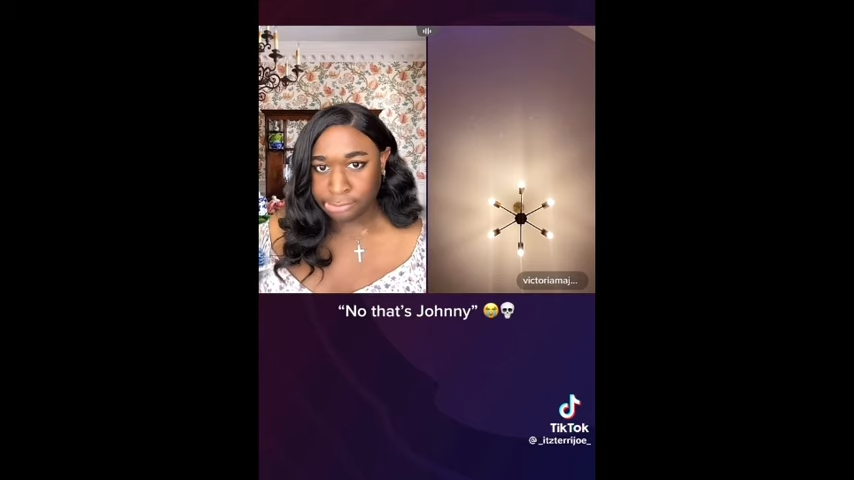 victoriamaj...
“No that’s Johnny” 😭💀
TikTok
@_itzterrijoe_